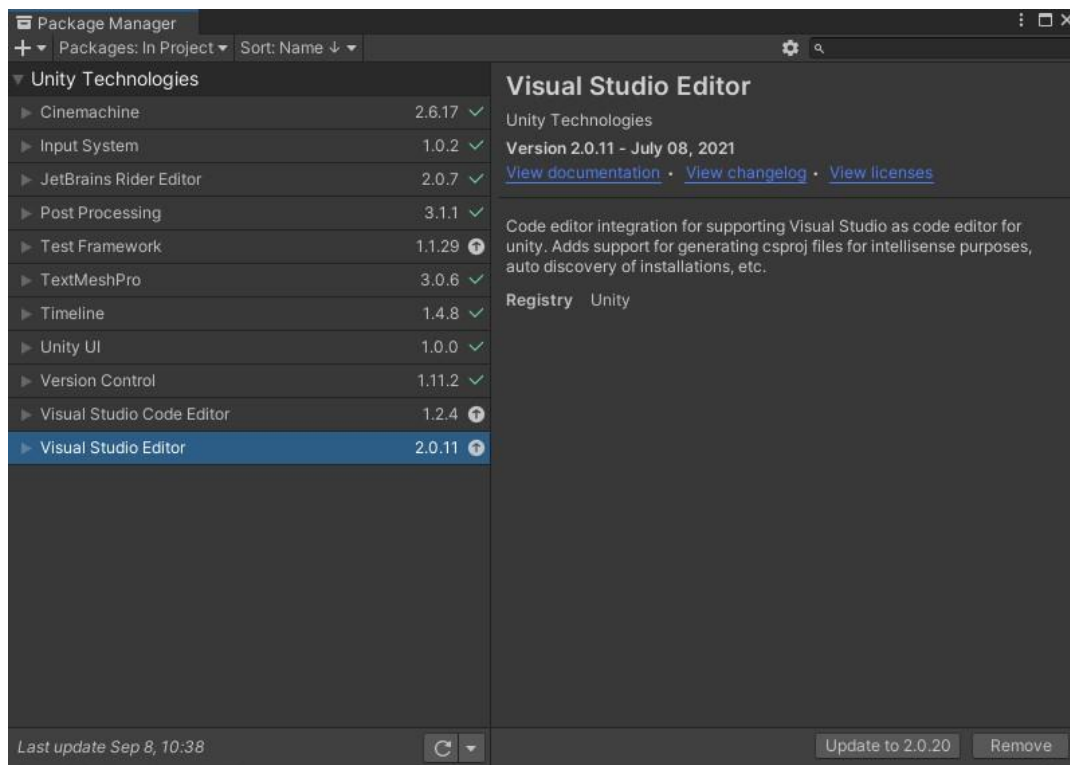 Package Manager
Packages: In Project Sort: Name ↓
Unity Technologies
Cinemachine 2.6.17
Input System 1.0.2
JetBrains Rider Editor 2.0.7
Post Processing 3.1.1
Test Framework 1.1.29
TextMeshPro 3.0.6
Timeline 1.4.8
Unity UI 1.0.0
Version Control 1.11.2
Visual Studio Code Editor 1.2.4
Visual Studio Editor 2.0.11
Last update Sep 8, 10:38
Visual Studio Editor
Unity Technologies
Version 2.0.11 - July 08, 2021
View documentation • View changelog • View licenses
Code editor integration for supporting Visual Studio as code editor for
unity. Adds support for generating csproj files for intellisense purposes,
auto discovery of installations, etc.
Registry Unity
Update to 2.0.20 Remove